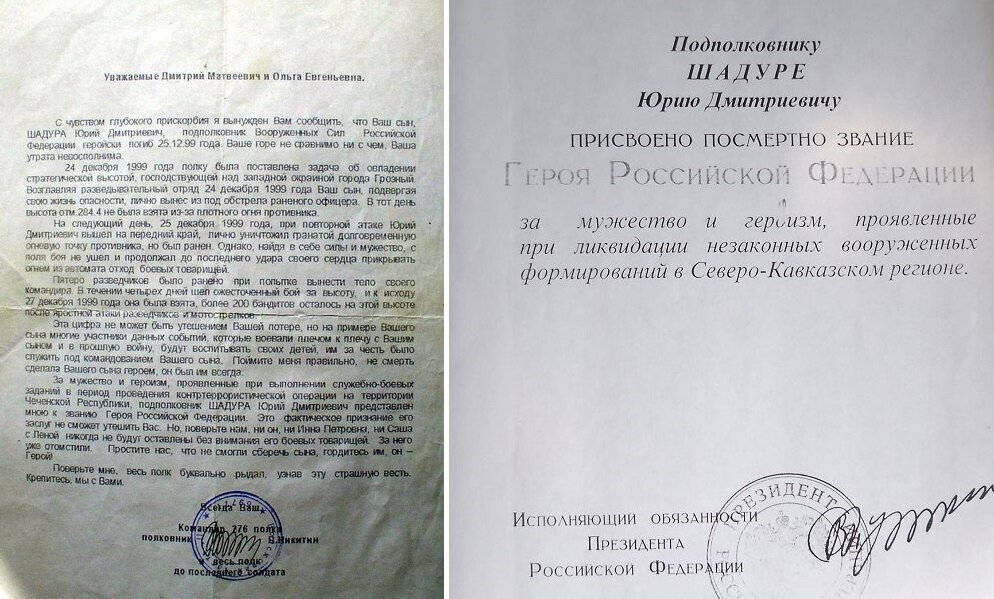 Уважаемые Дмитрий Матвеевич и Ольга Евгеньевна.
С чувством глубокого прискорбия я вынужден Вам сообщить, что Ваш сын,
ШАДУРА Юрий Дмитриевич, подполковник Вооруженных Сил Российской
Федерации геройски погиб 25.12.99 года. Ваше горе не сравнимо ни с чем, Ваша
утрата невосполнима.
24 декабря 1999 года полку была поставлена задача об овладении
стратегической высотой, господствующей над западной окраиной города Грозный.
Возглавляя разведывательный отряд 24 декабря 1999 года Ваш сын, подвергая
свою жизнь опасности, лично вынес из под обстрела раненого офицера. В тот день
высота отм.284.4 не была взята из-за плотного огня противника.
На следующий день, 25 декабря 1999 года, при повторной атаке Юрий
Дмитриевич вышел на передний край, лично уничтожил гранатой долговременную
огневую точку противника, но был ранен. Однако, найдя в себе силы и мужество, с
поля боя не ушел и продолжал до последнего удара своего сердца прикрывать
огнем из автомата отход боевых товарищей.
Пятеро разведчиков было ранено при попытке вынести тело своего
командира. В течении четырех дней шел ожесточенный бой за высоту, и к исходу
27 декабря 1999 года она была взята, более 200 бандитов осталось на этой высоте
после яростной атаки разведчиков и мотострелков.
Эта цифра не может быть утешением Вашей потере, но на примере Вашего
сына многие участники данных событий, которые воевали плечом к плечу с Вашим
сыном и в прошлую войну, будут воспитывать своих детей, им за честь было
служить под командованием Вашего сына. Поймите меня правильно, не смерть
сделала Вашего сына героем, он был им всегда.
За мужество и героизм, проявленные при выполнении служебно-боевых
заданий в период проведения контртеррористической операции на территории
Чеченской Республики, подполковник ШАДУРА Юрий Дмитриевич представлен
мною к званию Героя Российской Федерации. Это фактическое признание его
заслуг не сможет утешить Вас. Но, поверьте нам, ни он, ни Инна Петровна, ни Саша
с Леной никогда не будут оставлены без внимания его боевых товарищей. За него
уже отомстили. Простите нас, что не смогли сберечь сына, гордитесь им, он –
Герой!
Поверьте мне, весь полк буквально рыдал, узнав эту страшную весть.
Крепитесь, мы с Вами.
Всегда Ваш,
Командир 276 полка
полковник В.Никитин
и весь полк
до последнего солдата
Подполковнику
ШАДУРЕ
Юрию Дмитриевичу
ПРИСВОЕНО ПОСМЕРТНО ЗВАНИЕ
ГЕРОЯ РОССИЙСКОЙ ФЕДЕРАЦИИ
за мужество и героизм, проявленные
при ликвидации незаконных вооруженных
формирований в Северо-Кавказском регионе.
ПРЕЗИДЕНТ
ИСПОЛНЯЮЩИЙ ОБЯЗАННОСТИ
ПРЕЗИДЕНТА
РОССИЙСКОЙ ФЕДЕРАЦИИ